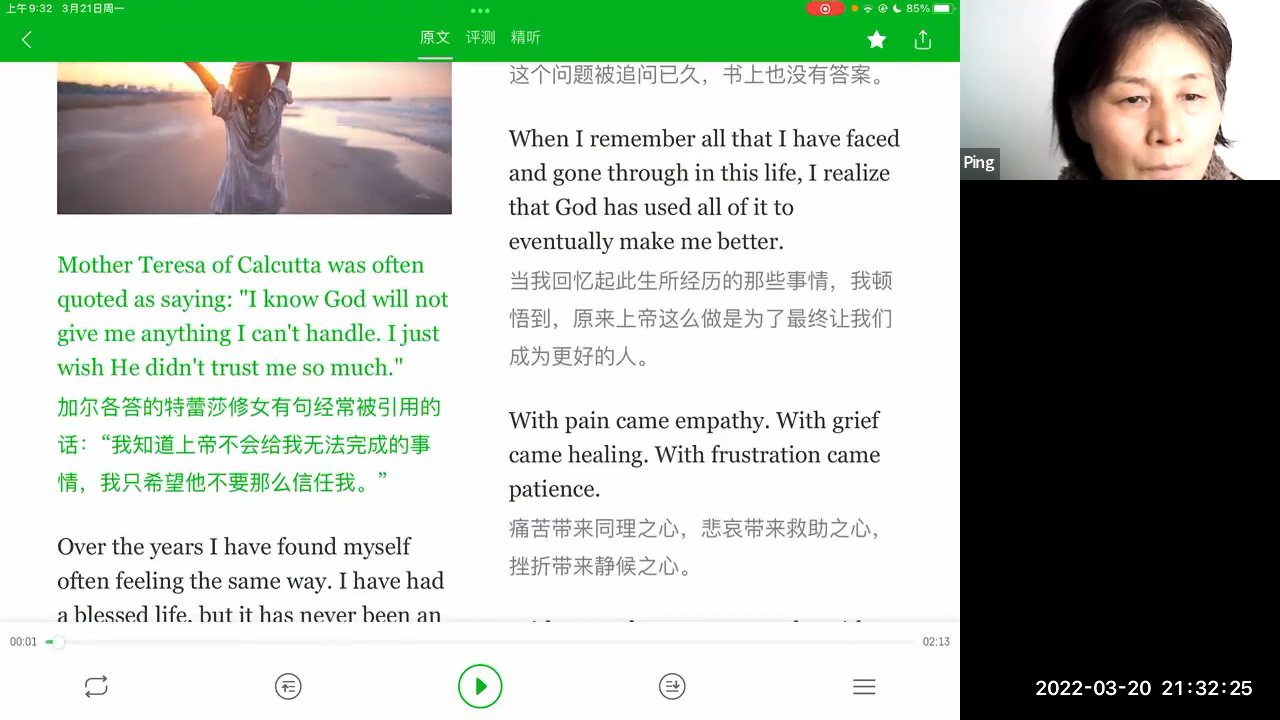 上午9:32 3月21日周一
85%
原文 评测 精听
Mother Teresa of Calcutta was often
quoted as saying: "I know God will not
give me anything I can't handle. I just
wish He didn't trust me so much."
加尔各答的特蕾莎修女有句经常被引用的
话：“我知道上帝不会给我无法完成的事
情，我只希望他不要那么信任我。”
Over the years I have found myself
often feeling the same way. I have had
a blessed life, but it has never been an
这个问题被追问已久，书上也没有答案。
When I remember all that I have faced
and gone through in this life, I realize
that God has used all of it to
eventually make me better.
当我回忆起此生所经历的那些事情，我顿
悟到，原来上帝这么做是为了最终让我们
成为更好的人。
With pain came empathy. With grief
came healing. With frustration came
patience.
痛苦带来同理之心，悲哀带来救助之心，
挫折带来静候之心。
00:01
02:13
Ping
2022-03-20 21:32:25